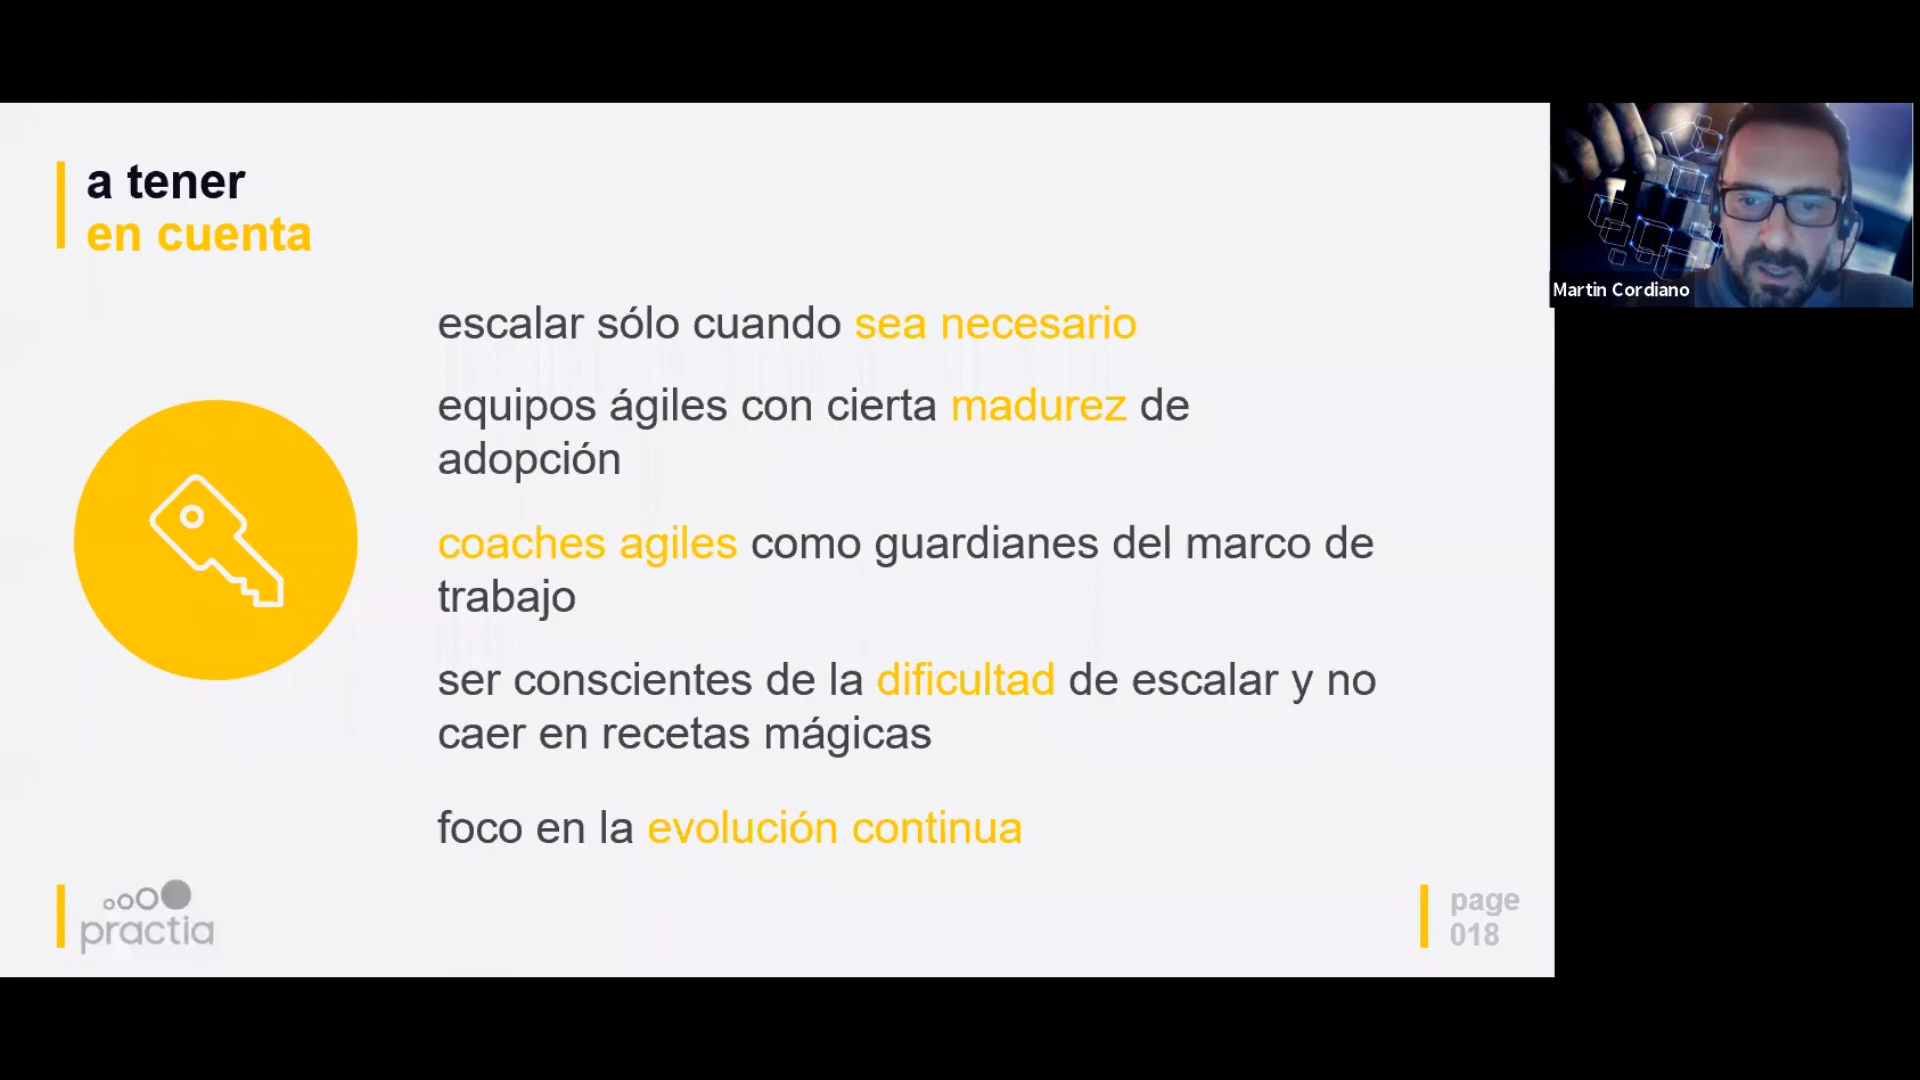 a tener
en cuenta
escalar sólo cuando sea necesario
equipos ágiles con cierta madurez de
adopción
coaches agiles como guardianes del marco de
trabajo
ser conscientes de la dificultad de escalar y no
caer en recetas mágicas
foco en la evolución continua
practia
page
018
Martin Cordiano